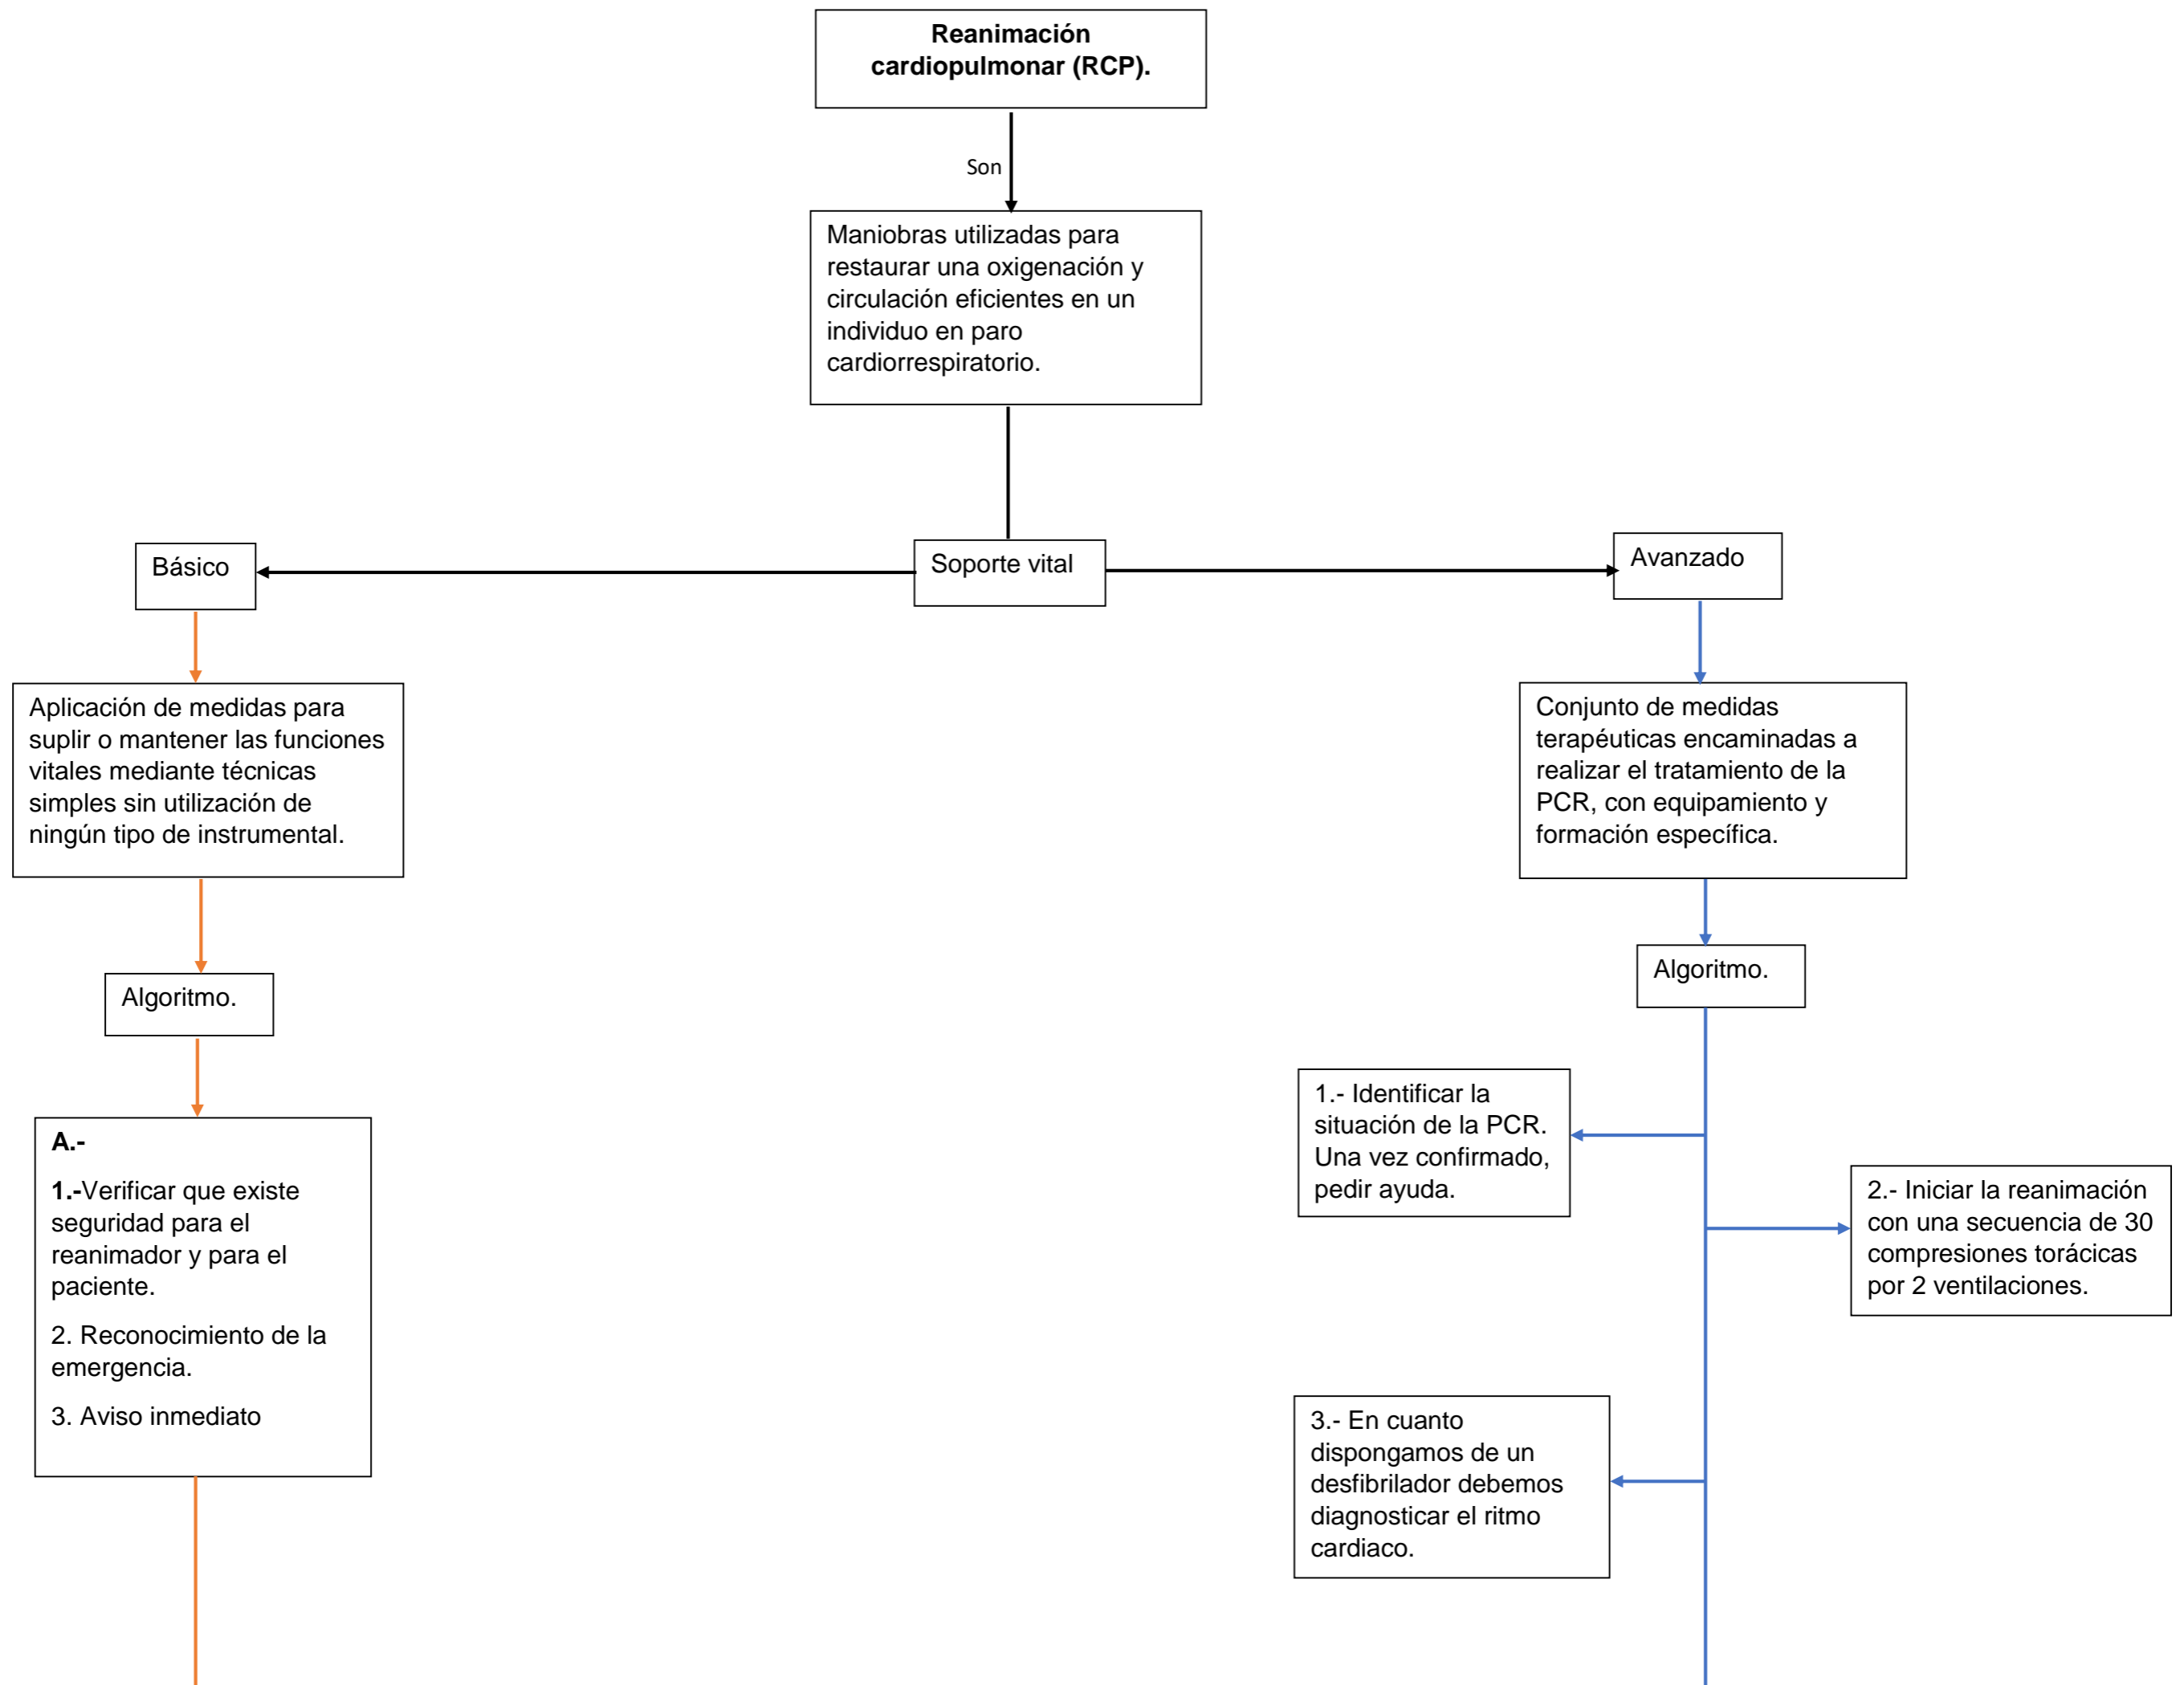 Reanimación
cardiopulmonar (RCP).
Son
Maniobras utilizadas para
restaurar una oxigenación y
circulación eficientes en un
individuo en paro
cardiorrespiratorio.
Básico
Soporte vital
Avanzado
Aplicación de medidas para
suplir o mantener las funciones
vitales mediante técnicas
simples sin utilización de
ningún tipo de instrumental.
Conjunto de medidas
terapéuticas encaminadas a
realizar el tratamiento de la
PCR, con equipamiento y
formación específica.
Algoritmo.
Algoritmo.
A.-
1.-Verificar que existe
seguridad para el
reanimador y para el
paciente.
2. Reconocimiento de la
emergencia.
3. Aviso inmediato
1.- Identificar la
situación de la PCR.
Una vez confirmado,
pedir ayuda.
2.- Iniciar la reanimación
con una secuencia de 30
compresiones torácicas
por 2 ventilaciones.
3.- En cuanto
dispongamos de un
desfibrilador debemos
diagnosticar el ritmo
cardiaco.